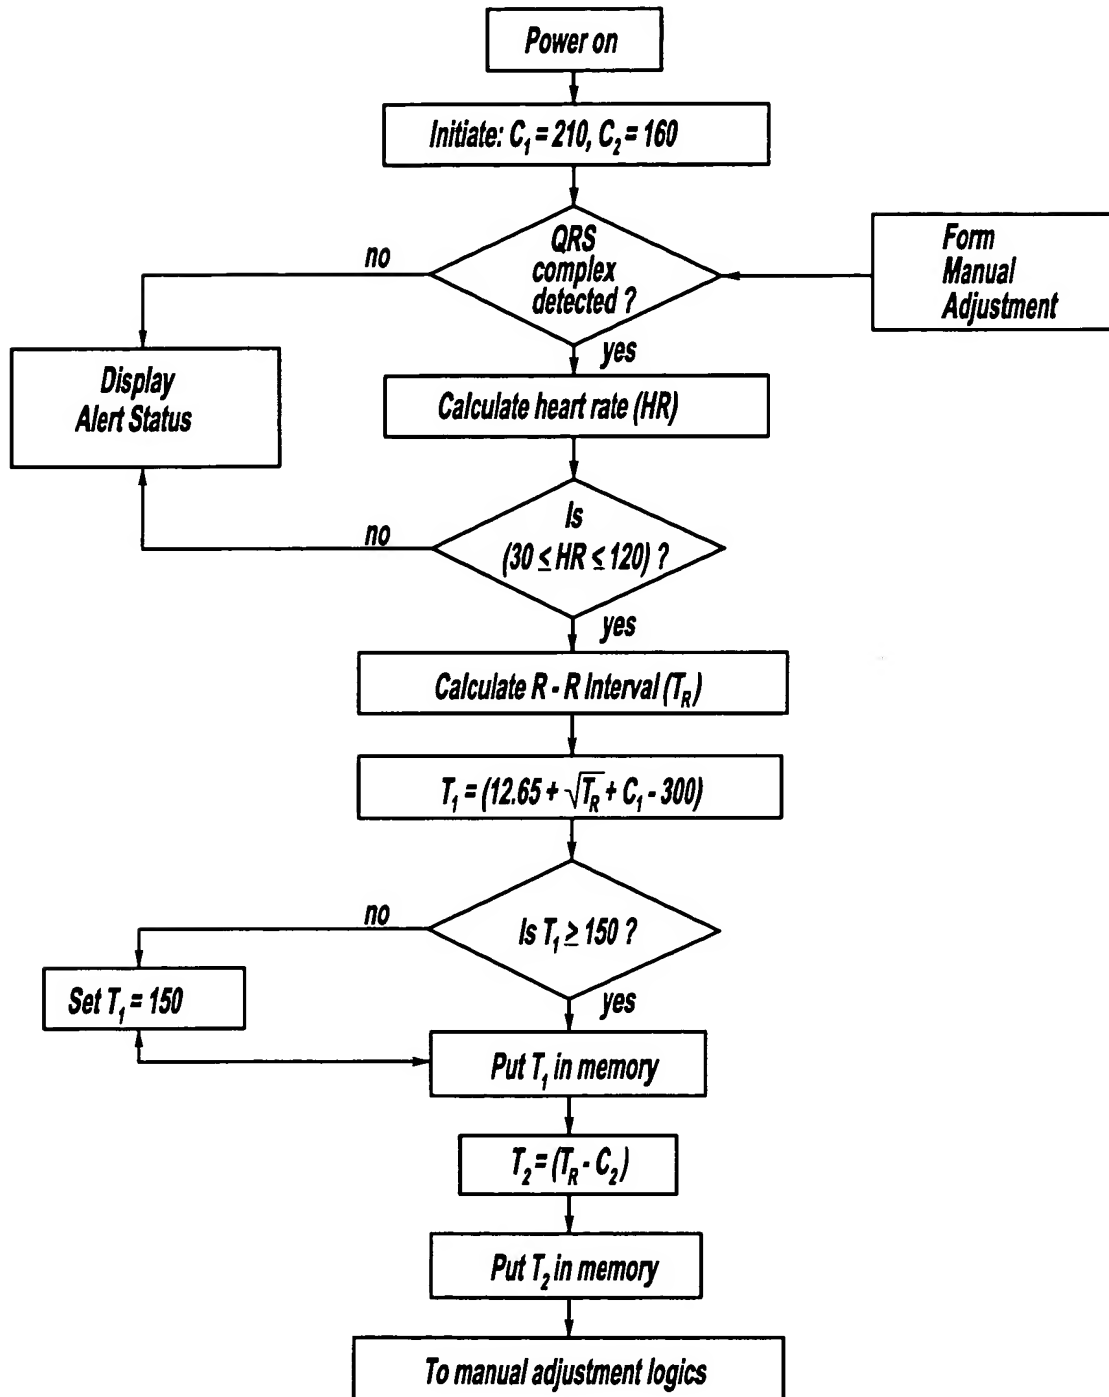 Power on
Initiate: C₁ = 210, C₂ = 160
QRS
complex
detected ?
no
yes
Form
Manual
Adjustment
Display
Alert Status
Calculate heart rate (HR)
Is
(30 ≤ HR ≤ 120) ?
no
yes
Calculate R - R Interval (T_R)
T₁ = (12.65 + √T_R + C₁ - 300)
Is T₁ ≥ 150 ?
no
yes
Set T₁ = 150
Put T₁ in memory
T₂ = (T_R - C₂)
Put T₂ in memory
To manual adjustment logics